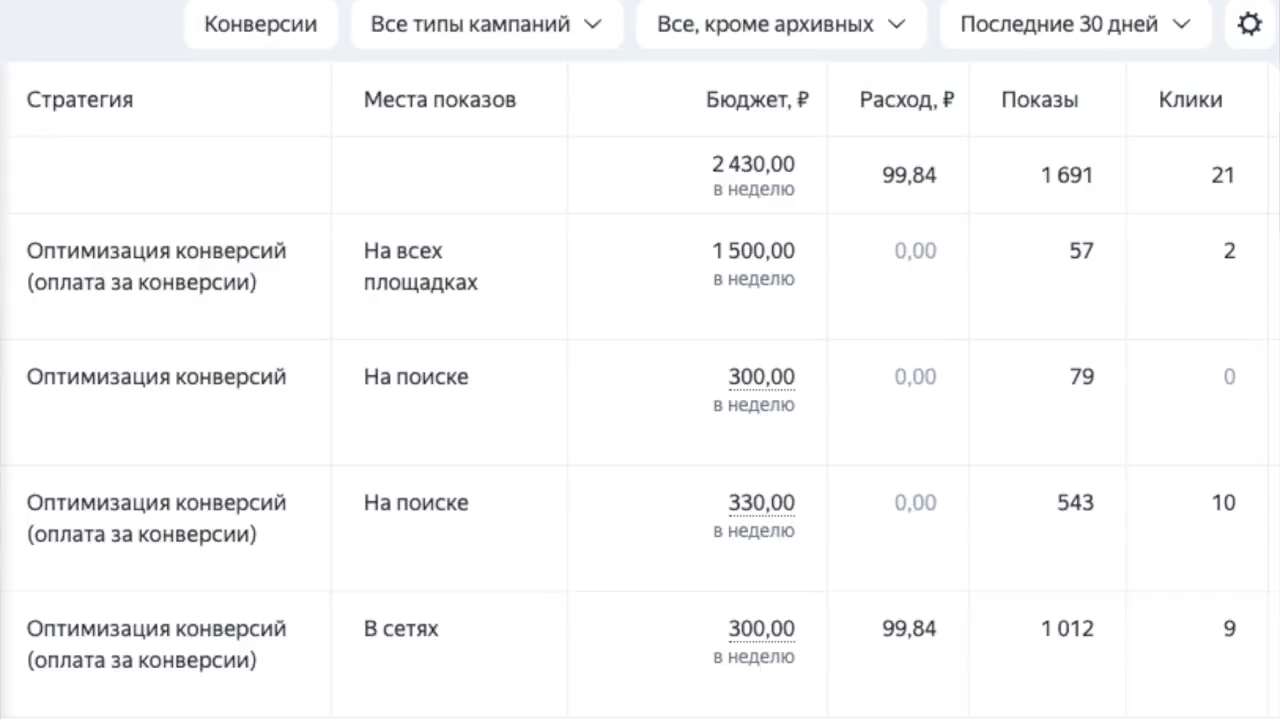 Конверсии Все типы кампаний Все, кроме архивных Последние 30 дней
Стратегия Места показов Бюджет, ₽ Расход, ₽ Показы Клики
2 430,00 99,84 1 691 21
в неделю
Оптимизация конверсий На всех 1 500,00 0,00 57 2
(оплата за конверсии) площадках в неделю
Оптимизация конверсий На поиске 300,00 0,00 79 0
в неделю
Оптимизация конверсий На поиске 330,00 0,00 543 10
(оплата за конверсии) в неделю
Оптимизация конверсий В сетях 300,00 99,84 1 012 9
(оплата за конверсии) в неделю